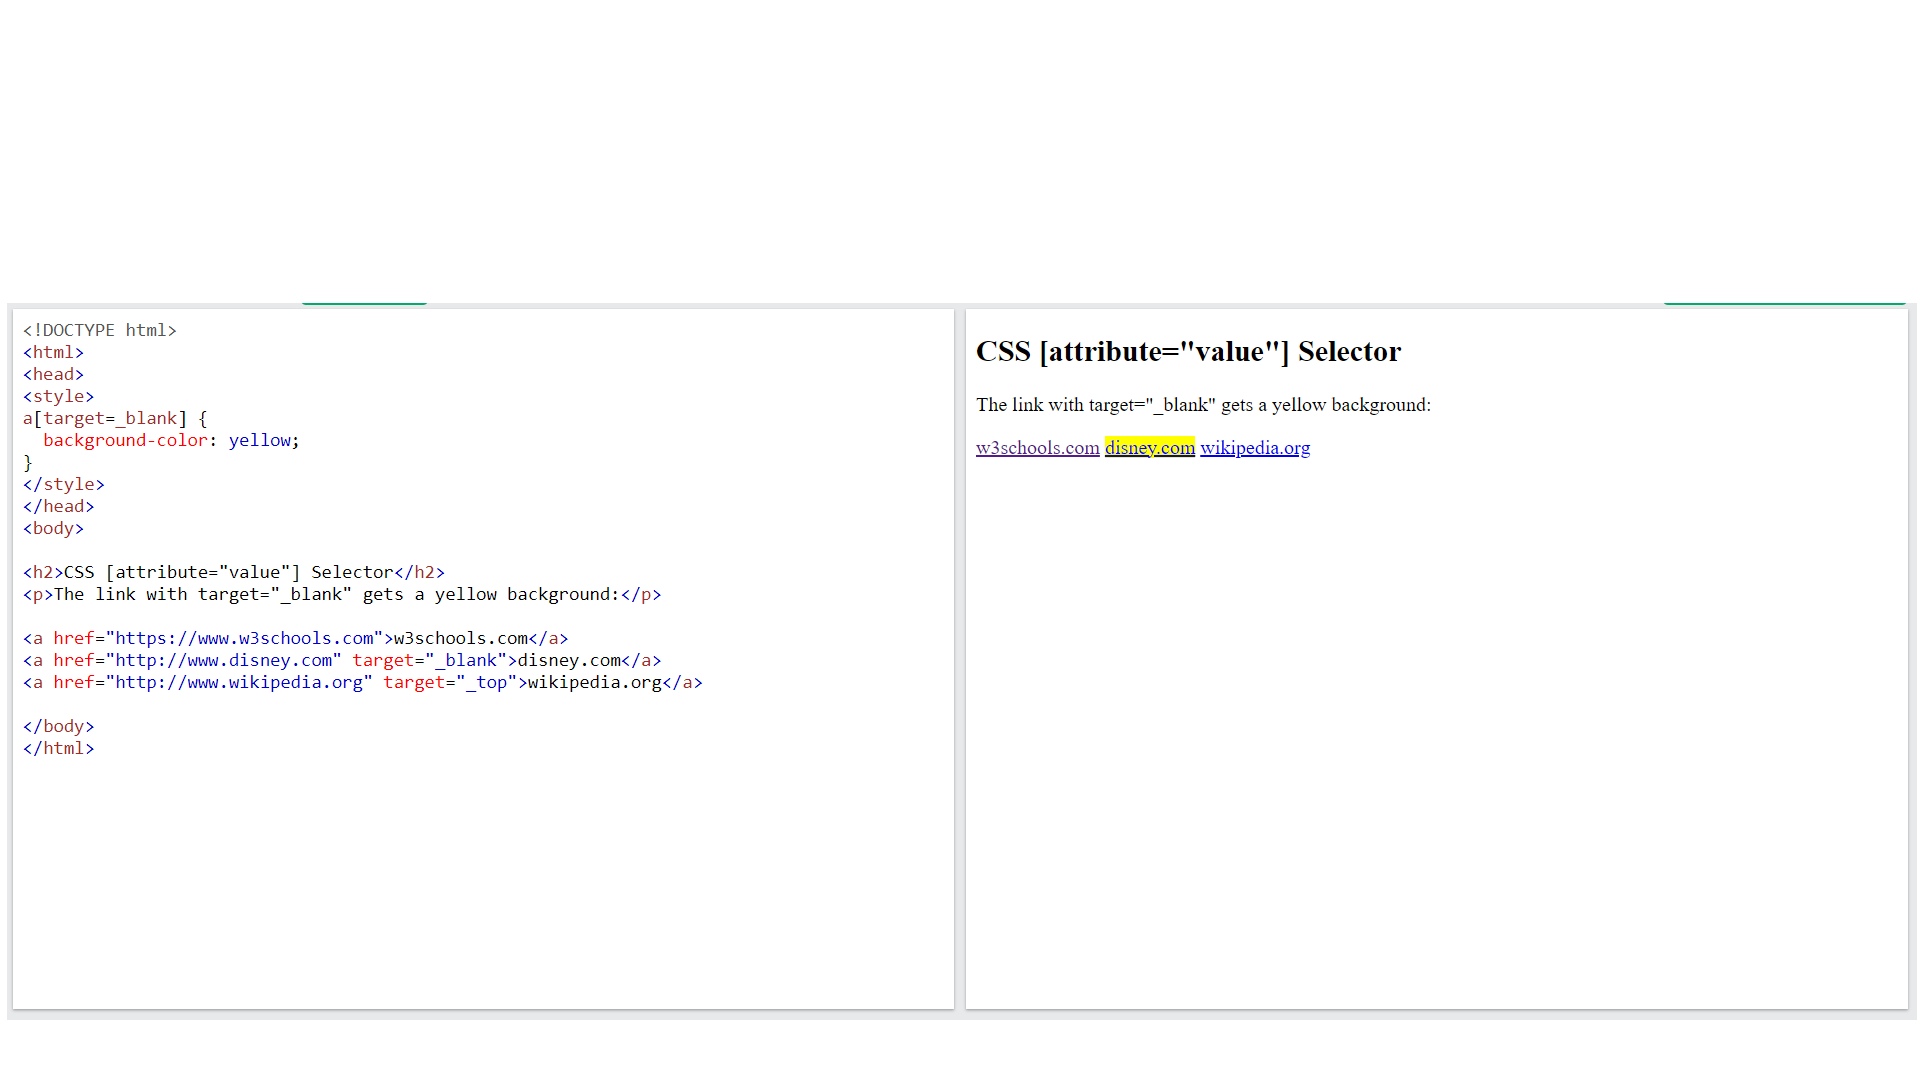 <!DOCTYPE html>
<html>
<head>
<style>
a[target=_blank] {
  background-color: yellow;
}
</style>
</head>
<body>

<h2>CSS [attribute="value"] Selector</h2>
<p>The link with target="_blank" gets a yellow background:</p>

<a href="https://www.w3schools.com">w3schools.com</a>
<a href="http://www.disney.com" target="_blank">disney.com</a>
<a href="http://www.wikipedia.org" target="_top">wikipedia.org</a>

</body>
</html>
CSS [attribute="value"] Selector
The link with target="_blank" gets a yellow background:
w3schools.com disney.com wikipedia.org